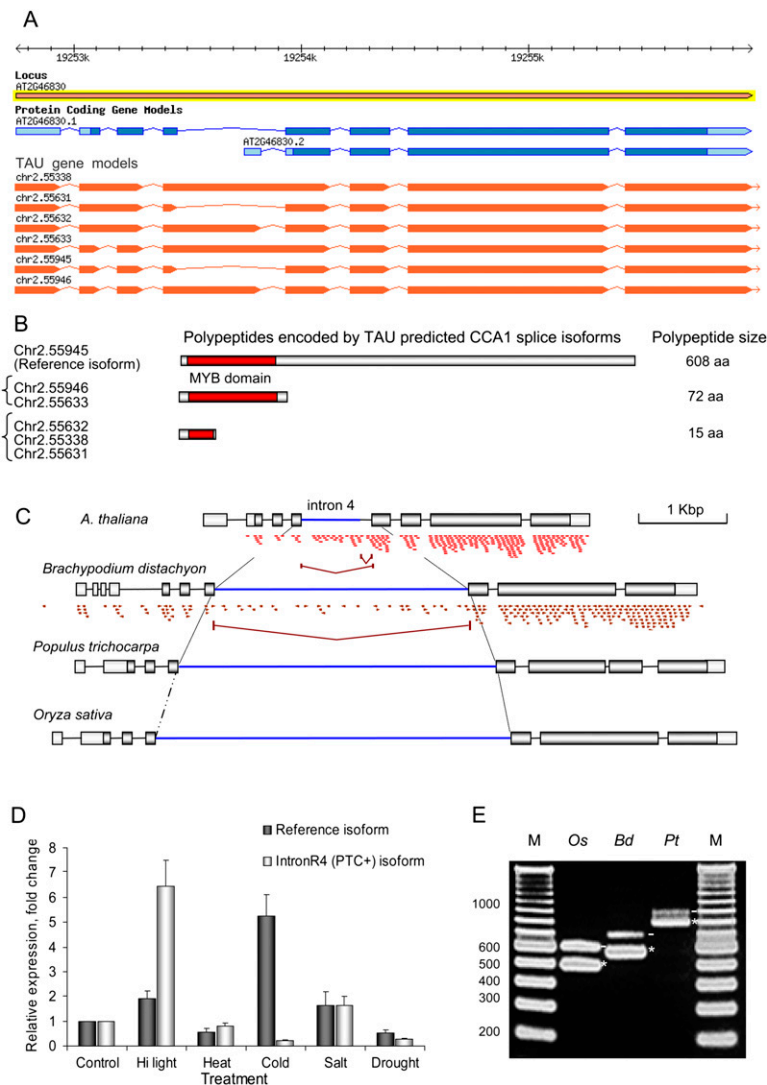 A
19253k 19254k 19255k
Locus
AT2G46830
Protein Coding Gene Models
AT2G46830.1
AT2G46830.2
TAU gene models
chr2.55338
chr2.55631
chr2.55632
chr2.55633
chr2.55945
chr2.55946
B
Polypeptides encoded by TAU predicted CCA1 splice isoforms Polypeptide size
Chr2.55945
(Reference isoform)
608 aa
MYB domain
Chr2.55946
Chr2.55633
72 aa
Chr2.55632
Chr2.55338
Chr2.55631
15 aa
C
A. thaliana
intron 4
1 Kbp
Brachypodium distachyon
Populus trichocarpa
Oryza sativa
D
Reference isoform
IntronR4 (PTC+) isoform
Relative expression, fold change
8
7
6
5
4
3
2
1
0
Control Hi light Heat Cold Salt Drought
Treatment
E
M Os Bd Pt M
1000
600
500
400
300
200